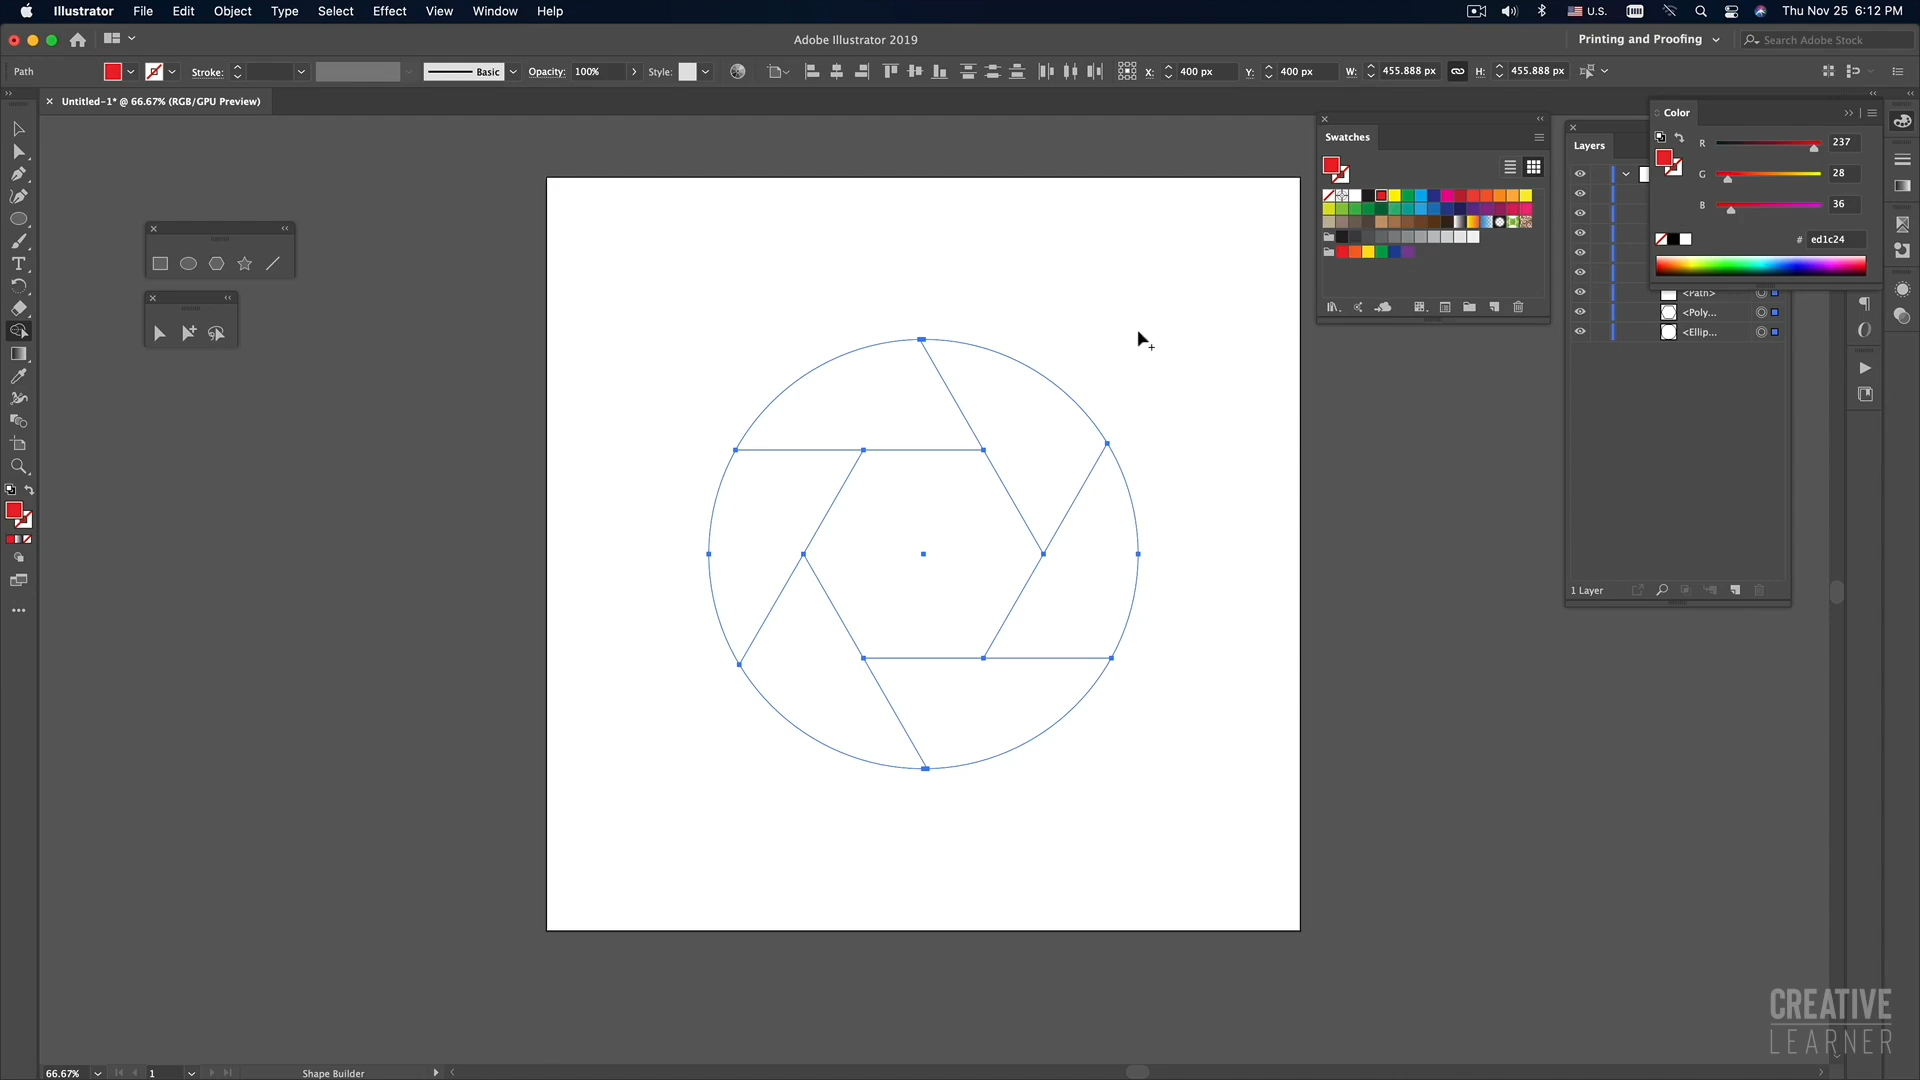 Illustrator File Edit Object Type Select Effect View Window Help
U.S. Thu Nov 25 6:12 PM
Adobe Illustrator 2019
Printing and Proofing
Search Adobe Stock
Path Stroke: Basic Opacity: 100% Style: X: 400 px Y: 400 px W: 455.888 px H: 455.888 px
Untitled-1* @ 66.67% (RGB/GPU Preview)
Swatches
Layers
<Path>
<Poly...
<Ellip...
1 Layer
Color
R 237
G 28
B 36
# ed1c24
CREATIVE
LEARNER
66.67% 1 Shape Builder